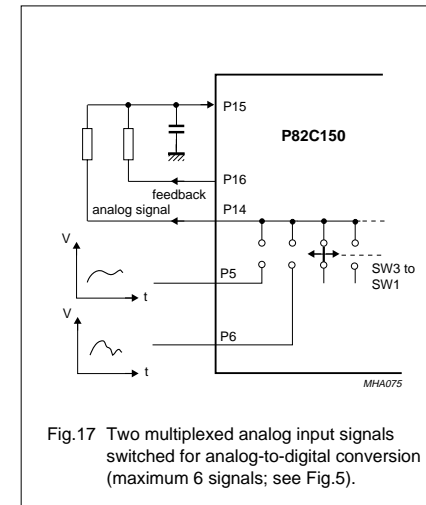 P15
P82C150
P16
feedback
analog signal
P14
V
P5
SW3 to
SW1
t
V
P6
t
MHA075
Fig.17 Two multiplexed analog input signals
switched for analog-to-digital conversion
(maximum 6 signals; see Fig.5).